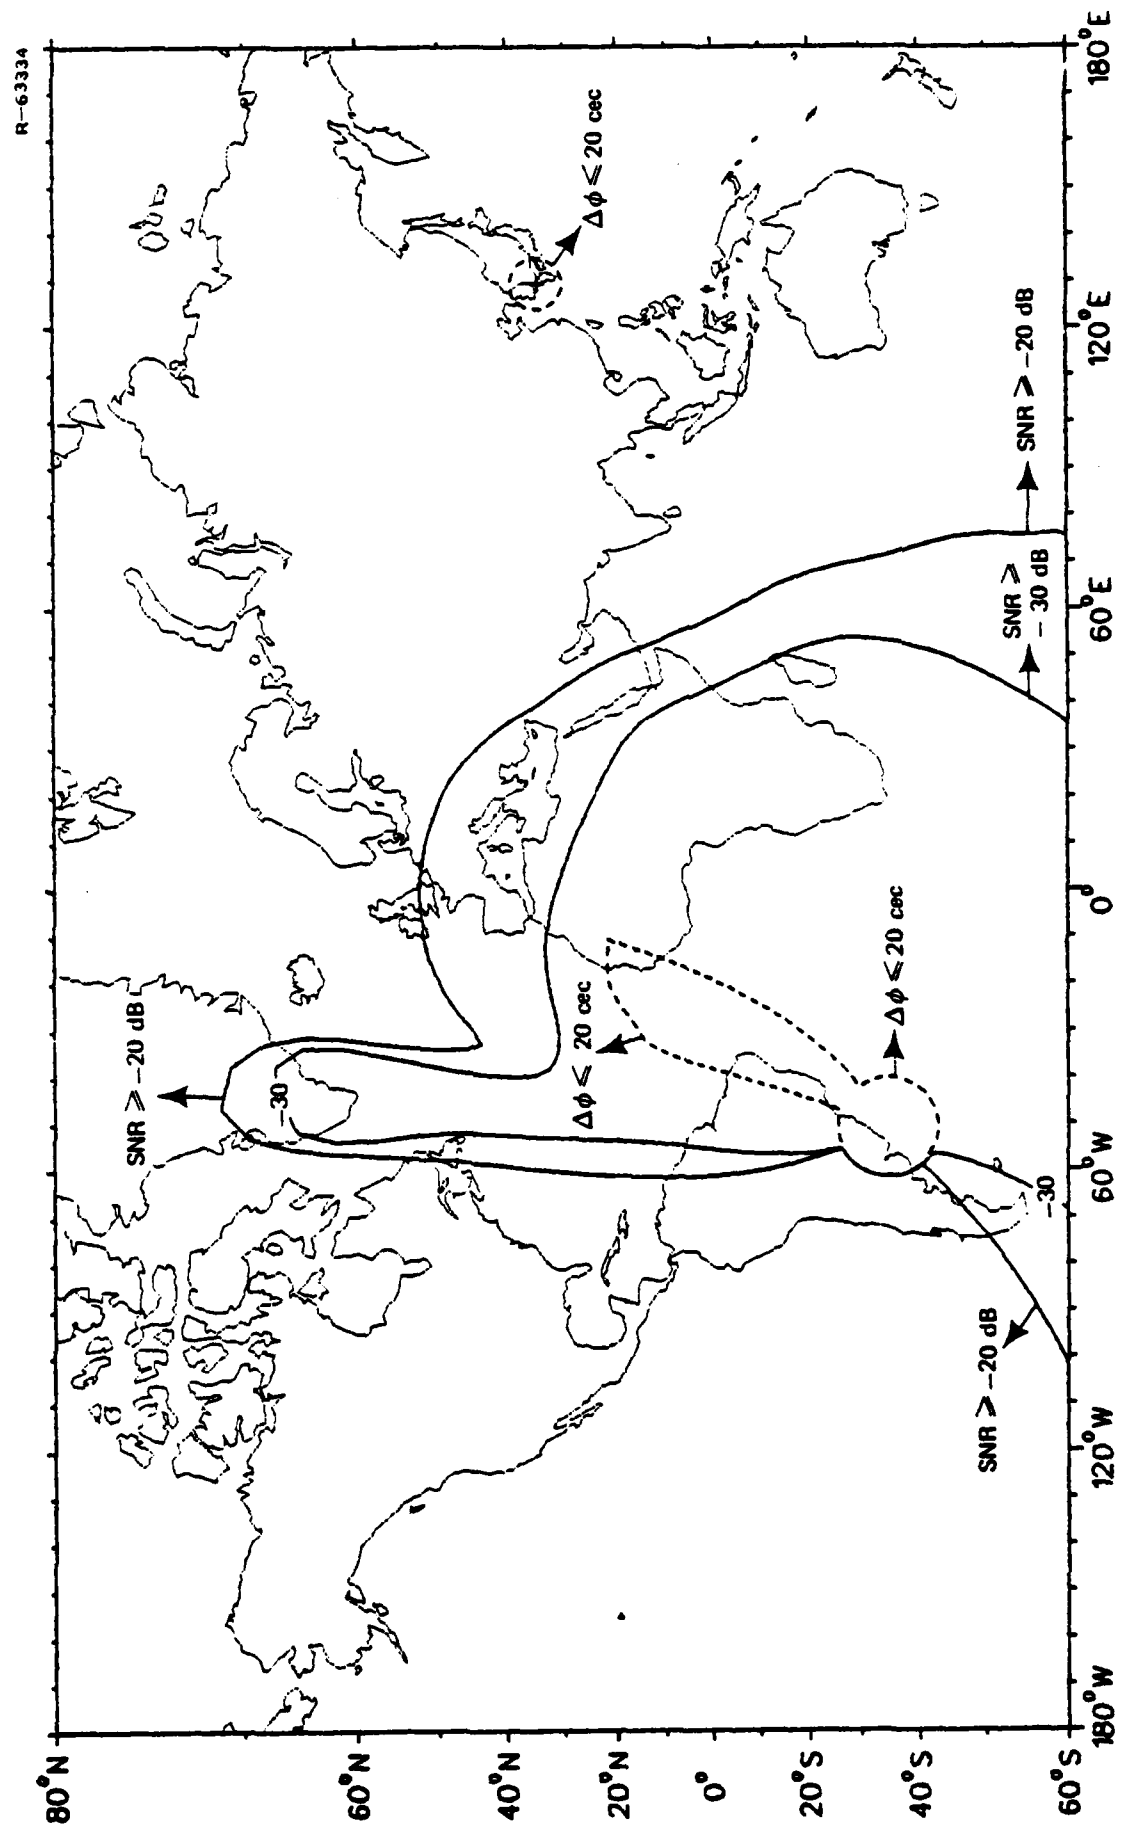 R-63334
80°N
60°N
40°N
20°N
0°
20°S
40°S
60°S
180°W
120°W
60°W
0°
60°E
120°E
180°E
SNR ⩾ -20 dB
-30
Δϕ ⩽ 20 cec
Δϕ ⩽ 20 cec
Δϕ ⩽ 20 cec
SNR ⩾ -20 dB
-30
SNR ⩾
- 30 dB
SNR ⩾ -20 dB